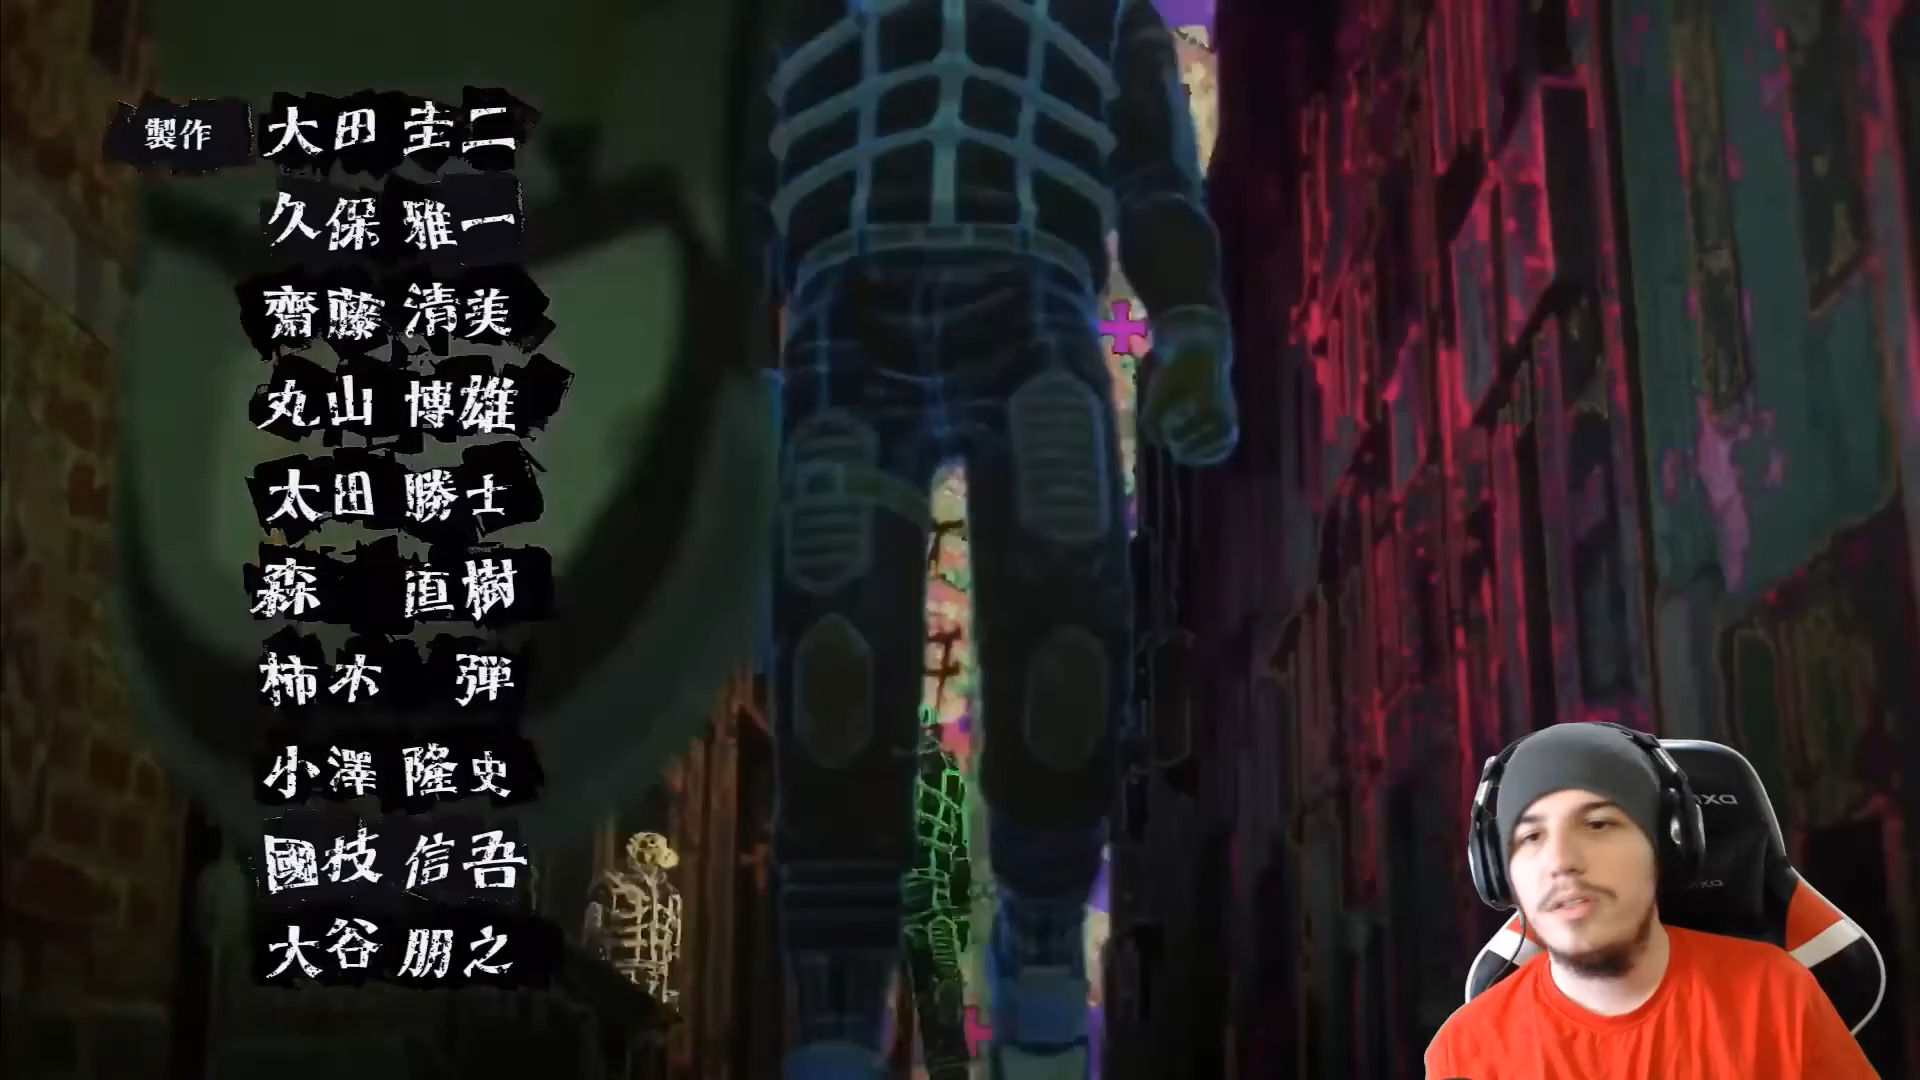 製作 大田 圭二
久保 雅一
齋藤 清美
丸山 博雄
太田 勝士
森 直樹
柿木 弾
小澤 隆史
國枝 信吾
大谷 朋之